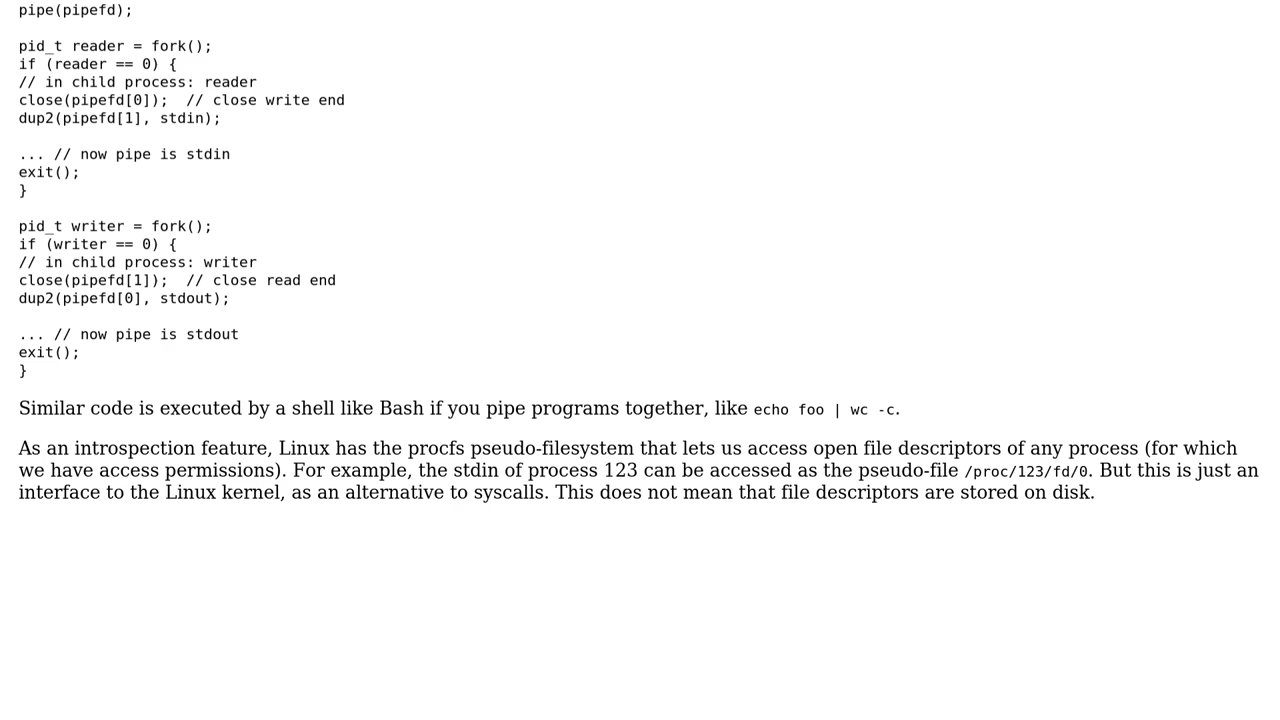 pipe(pipefd);
pid_t reader = fork();
if (reader == 0) {
// in child process: reader
close(pipefd[0]);  // close write end
dup2(pipefd[1], stdin);
... // now pipe is stdin
exit();
}
pid_t writer = fork();
if (writer == 0) {
// in child process: writer
close(pipefd[1]);  // close read end
dup2(pipefd[0], stdout);
... // now pipe is stdout
exit();
}
Similar code is executed by a shell like Bash if you pipe programs together, like echo foo | wc -c.
As an introspection feature, Linux has the procfs pseudo-filesystem that lets us access open file descriptors of any process (for which
we have access permissions). For example, the stdin of process 123 can be accessed as the pseudo-file /proc/123/fd/0. But this is just an
interface to the Linux kernel, as an alternative to syscalls. This does not mean that file descriptors are stored on disk.